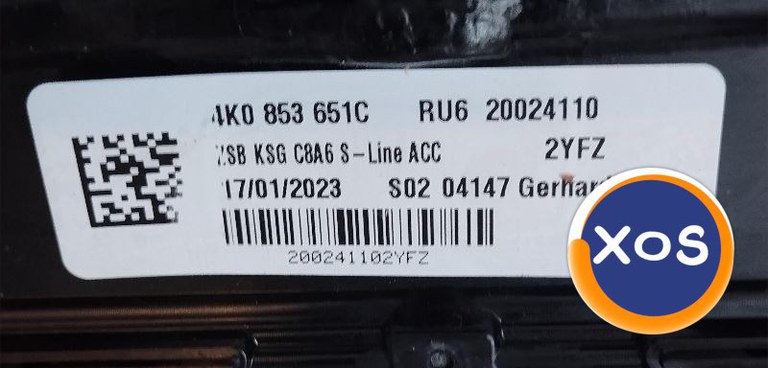 4K0 853 651C RU6 20024110
ZSB KSG C8A6 S-Line ACC 2YFZ
17/01/2023 S02 04147
200241102YFZ
XOS